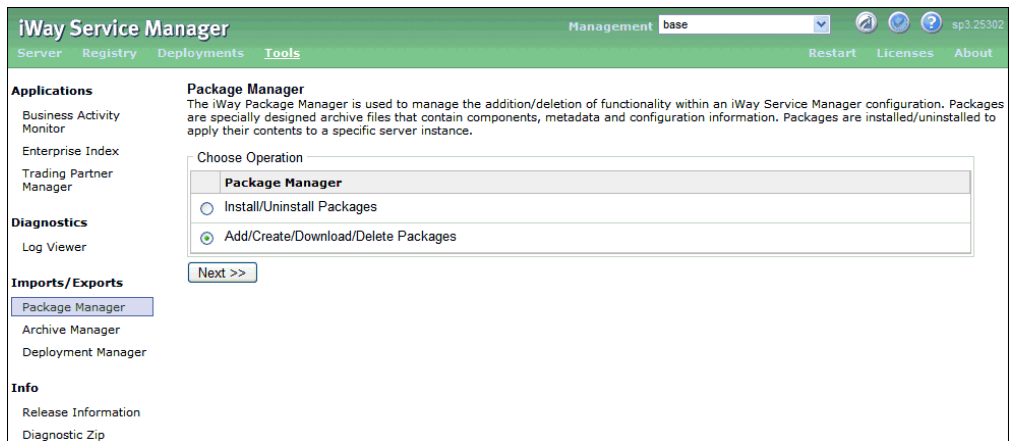 iWay Service Manager
Management base
sp3.25302
Server Registry Deployments Tools
Restart Licenses About
Applications
Business Activity
Monitor
Enterprise Index
Trading Partner
Manager
Diagnostics
Log Viewer
Imports/Exports
Package Manager
Archive Manager
Deployment Manager
Info
Release Information
Diagnostic Zip
Package Manager
The iWay Package Manager is used to manage the addition/deletion of functionality within an iWay Service Manager configuration. Packages
are specially designed archive files that contain components, metadata and configuration information. Packages are installed/uninstalled to
apply their contents to a specific server instance.
Choose Operation
Package Manager
Install/Uninstall Packages
Add/Create/Download/Delete Packages
Next >>